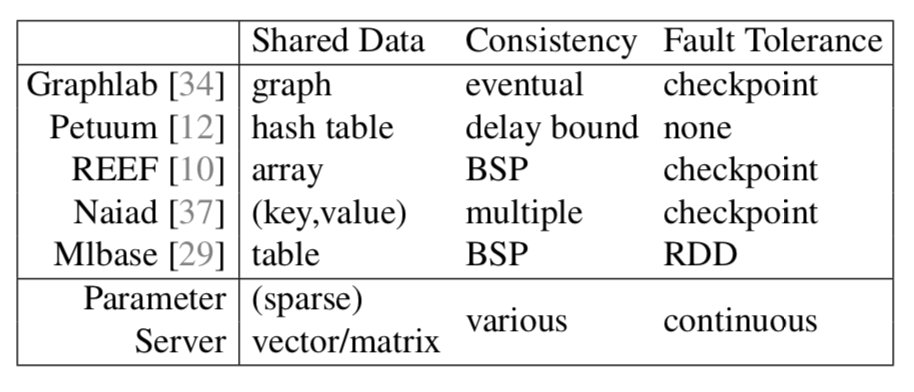 Shared Data Consistency Fault Tolerance
Graphlab [34] graph eventual checkpoint
Petuum [12] hash table delay bound none
REEF [10] array BSP checkpoint
Naiad [37] (key,value) multiple checkpoint
Mlbase [29] table BSP RDD
Parameter (sparse)
various continuous
Server vector/matrix